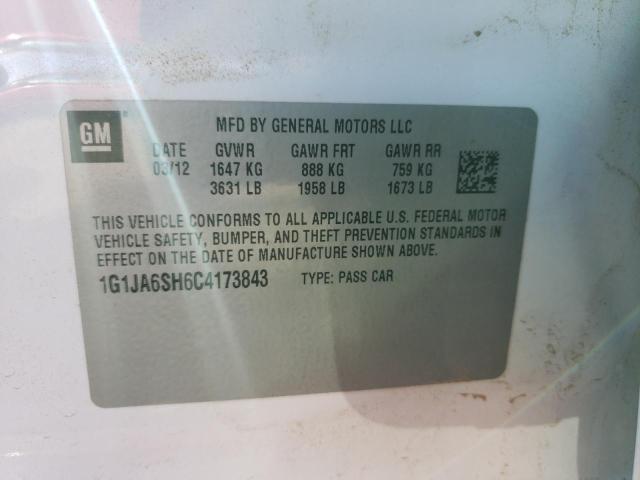 GM
MFD BY GENERAL MOTORS LLC
DATE GVWR GAWR FRT GAWR RR
03/12 1647 KG 888 KG 759 KG
3631 LB 1958 LB 1673 LB
THIS VEHICLE CONFORMS TO ALL APPLICABLE U.S. FEDERAL MOTOR
VEHICLE SAFETY, BUMPER, AND THEFT PREVENTION STANDARDS IN
EFFECT ON THE DATE OF MANUFACTURE SHOWN ABOVE.
1G1JA6SH6C4173843 TYPE: PASS CAR